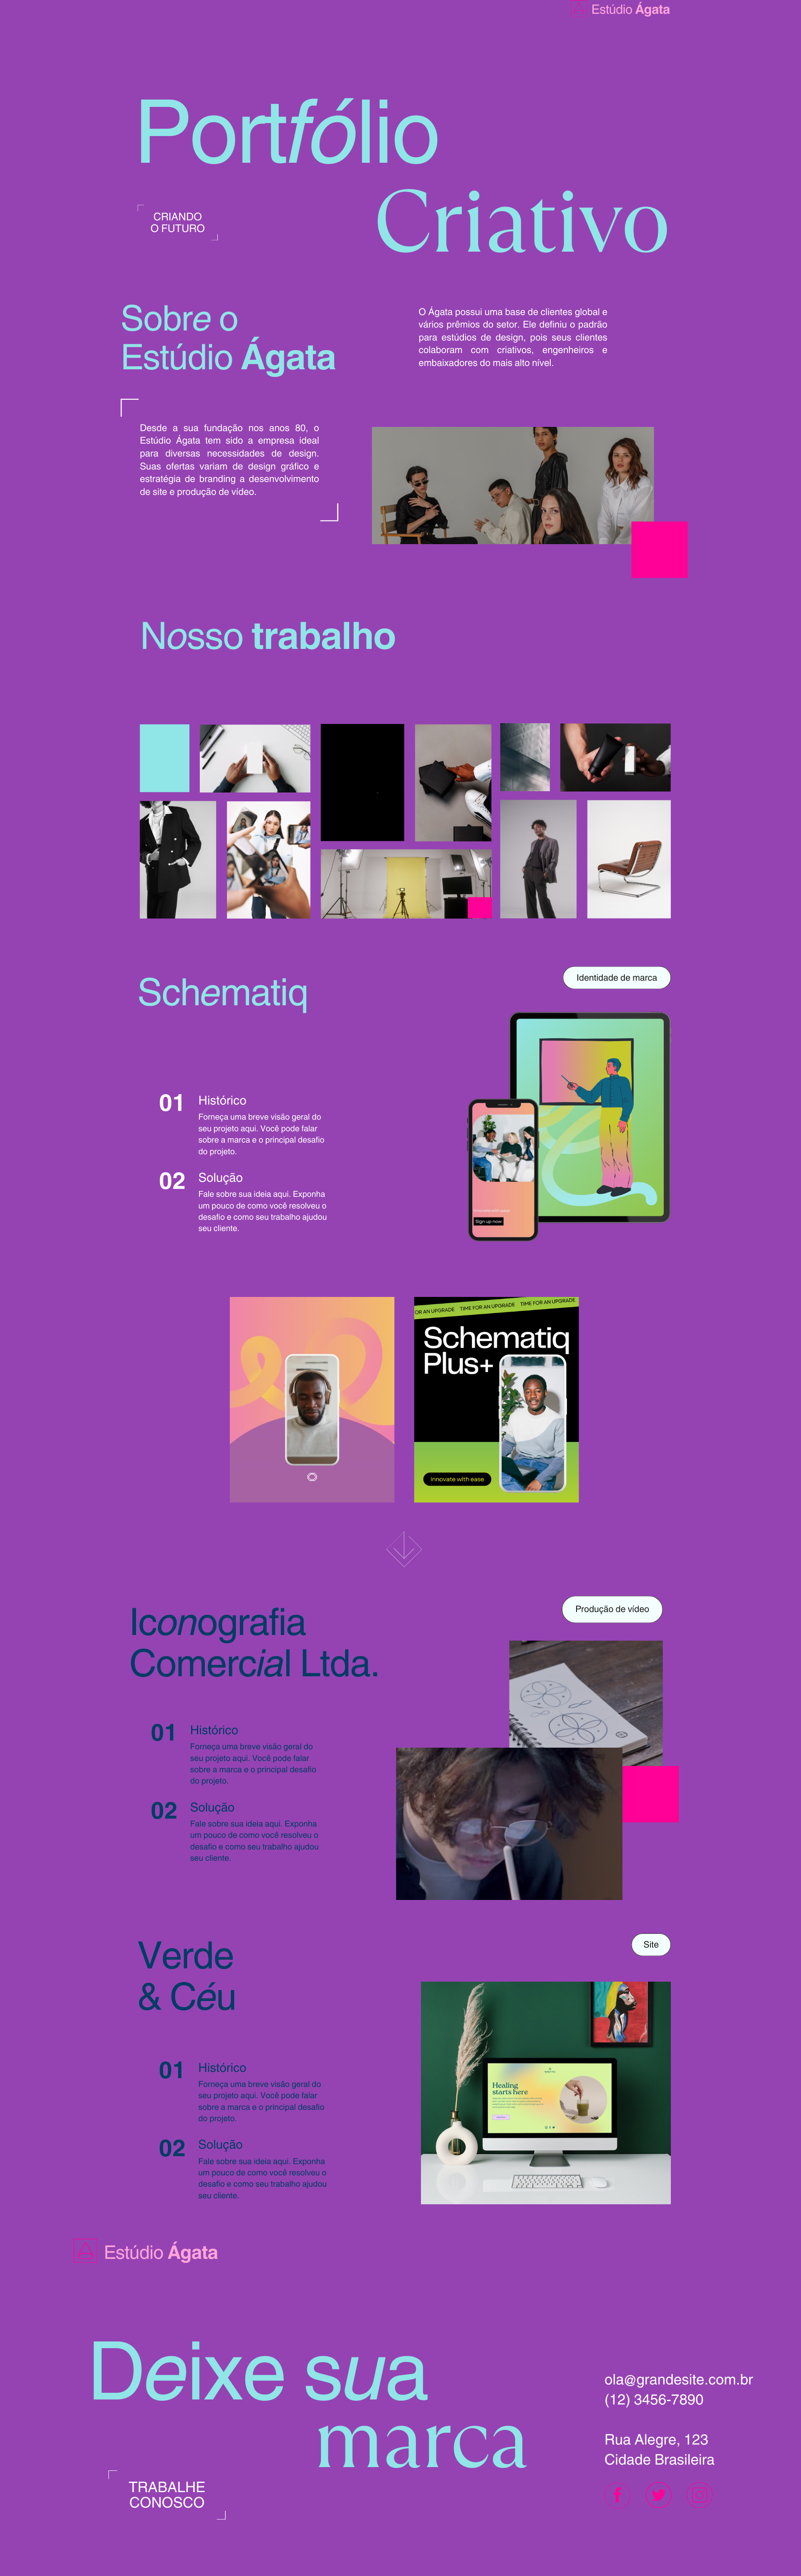 Estúdio Ágata
Portfólio
Criativo
CRIANDO
O FUTURO
Sobre o
Estúdio Ágata
O Ágata possui uma base de clientes global e
vários prêmios do setor. Ele definiu o padrão
para estúdios de design, pois seus clientes
colaboram com criativos, engenheiros e
embaixadores do mais alto nível.
Desde a sua fundação nos anos 80, o
Estúdio Ágata tem sido a empresa ideal
para diversas necessidades de design.
Suas ofertas variam de design gráfico e
estratégia de branding a desenvolvimento
de site e produção de vídeo.
Nosso trabalho
Schematiq
Identidade de marca
01
Histórico
Forneça uma breve visão geral do
seu projeto aqui. Você pode falar
sobre a marca e o principal desafio
do projeto.
02
Solução
Fale sobre sua ideia aqui. Exponha
um pouco de como você resolveu o
desafio e como seu trabalho ajudou
seu cliente.
Innovate with ease
Sign up now
OR AN UPGRADE TIME FOR AN UPGRADE TIME FOR AN UPGRADE
Schematiq
Plus+
Innovate with ease
Iconografia
Comercial Ltda.
Produção de vídeo
01
Histórico
Forneça uma breve visão geral do
seu projeto aqui. Você pode falar
sobre a marca e o principal desafio
do projeto.
02
Solução
Fale sobre sua ideia aqui. Exponha
um pouco de como você resolveu o
desafio e como seu trabalho ajudou
seu cliente.
Verde
& Céu
Site
01
Histórico
Forneça uma breve visão geral do
seu projeto aqui. Você pode falar
sobre a marca e o principal desafio
do projeto.
02
Solução
Fale sobre sua ideia aqui. Exponha
um pouco de como você resolveu o
desafio e como seu trabalho ajudou
seu cliente.
Healing
starts here
Estúdio Ágata
Deixe sua
marca
ola@grandesite.com.br
(12) 3456-7890
Rua Alegre, 123
Cidade Brasileira
TRABALHE
CONOSCO